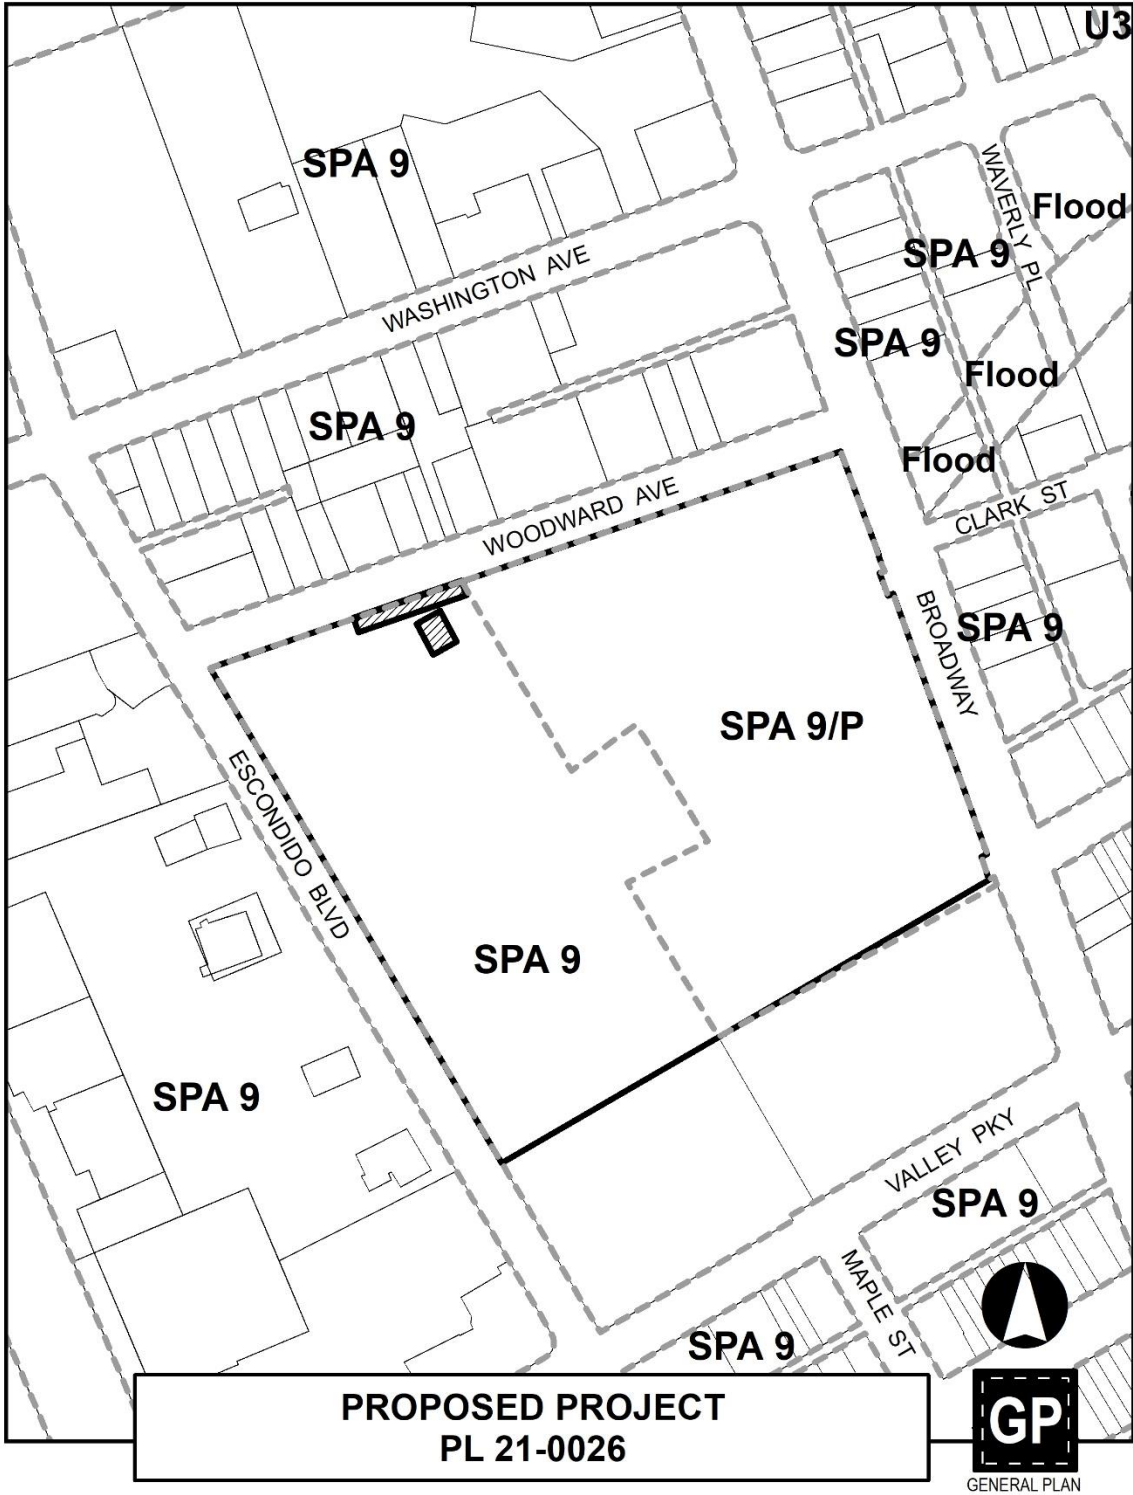 U3
SPA 9
WAVERLY PL
Flood
SPA 9
WASHINGTON AVE
SPA 9
Flood
SPA 9
Flood
WOODWARD AVE
CLARK ST
BROADWAY
SPA 9
SPA 9/P
ESCONDIDO BLVD
SPA 9
SPA 9
VALLEY PKY
SPA 9
MAPLE ST
SPA 9
PROPOSED PROJECT
PL 21-0026
GP
GENERAL PLAN